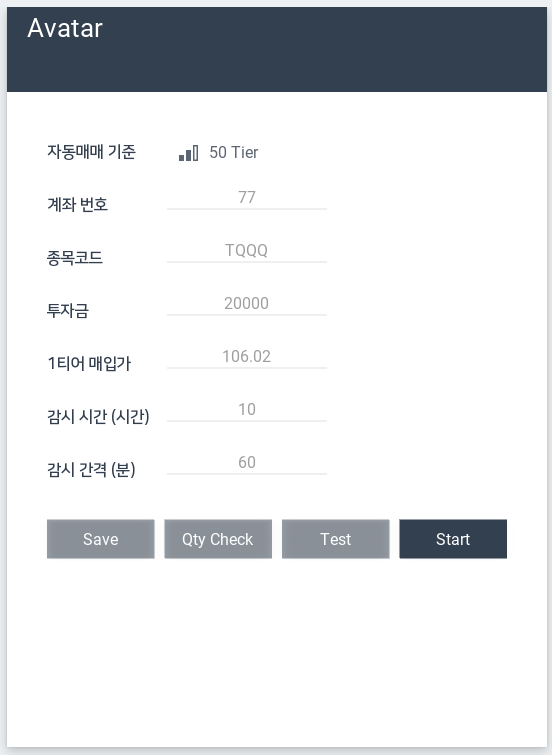 Avatar
자동매매 기준 50 Tier
계좌 번호 77
종목코드 TQQQ
투자금 20000
1티어 매입가 106.02
감시 시간 (시간) 10
감시 간격 (분) 60
Save Qty Check Test Start